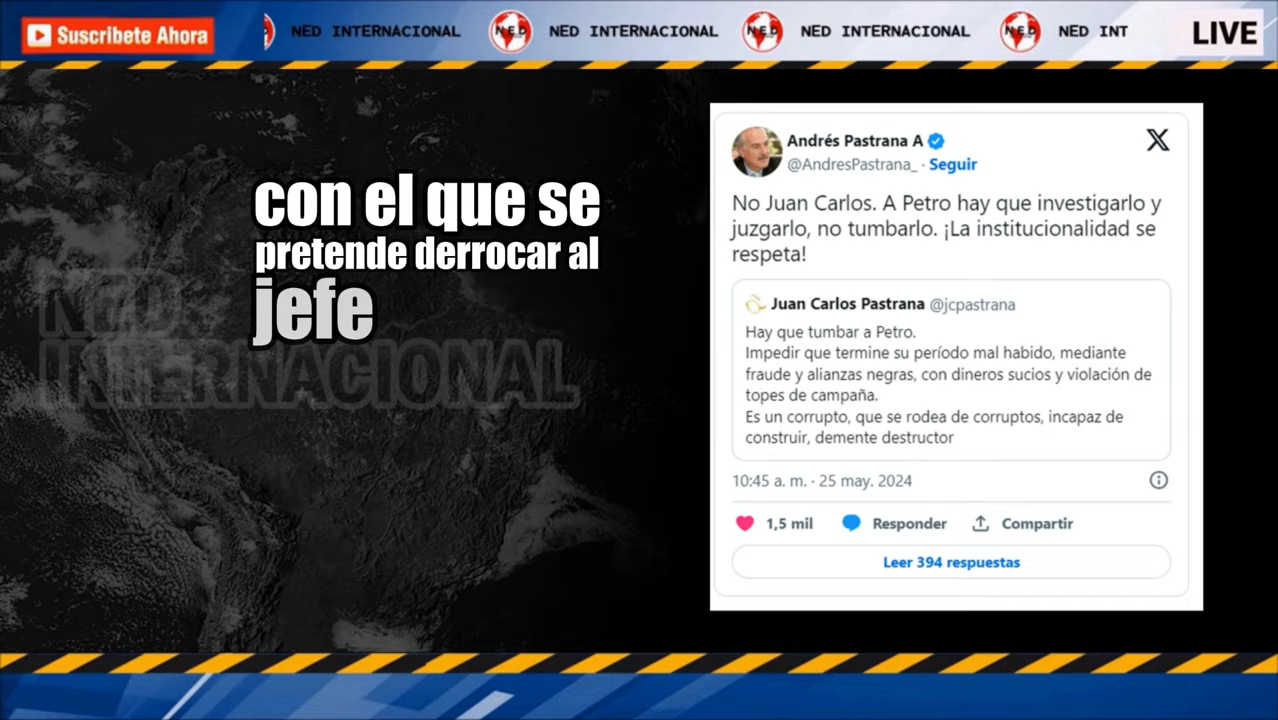 Suscribete Ahora
NED INTERNACIONAL
NED INTERNACIONAL
NED INTERNACIONAL
NED INT
LIVE
con el que se
pretende derrocar al
jefe
NED
INTERNACIONAL
Andrés Pastrana A
@AndresPastrana_ · Seguir
No Juan Carlos. A Petro hay que investigarlo y
juzgarlo, no tumbarlo. ¡La institucionalidad se
respeta!
Juan Carlos Pastrana @jcpastrana
Hay que tumbar a Petro.
Impedir que termine su período mal habido, mediante
fraude y alianzas negras, con dineros sucios y violación de
topes de campaña.
Es un corrupto, que se rodea de corruptos, incapaz de
construir, demente destructor
10:45 a. m. · 25 may. 2024
1,5 mil
Responder
Compartir
Leer 394 respuestas